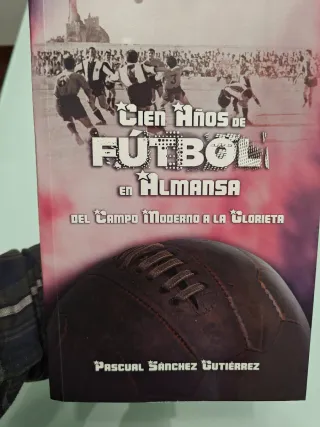 Cien Años de
FÚTBOL
en Almansa
del Campo Moderno a la Glorieta
Pascual Sánchez Gutiérrez